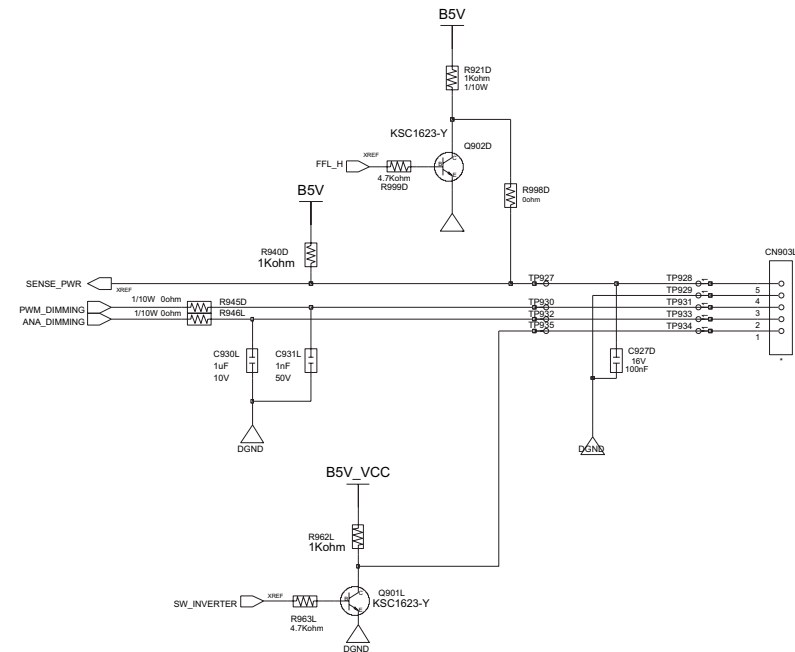 B5V
R921D
1Kohm
1/10W
KSC1623-Y
Q902D
XREF
FFL_H
B
C
E
4.7Kohm
R999D
B5V
R998D
0ohm
R940D
1Kohm
CN903L
SENSE_PWR
XREF
TP927
TP928
1/10W 0ohm
R945D
TP929
5
PWM_DIMMING
TP930
TP931
4
1/10W 0ohm
R946L
ANA_DIMMING
TP932
TP933
3
TP935
TP934
2
1
C930L
1uF
10V
C931L
1nF
50V
C927D
16V
100nF
*
DGND
DGND
B5V_VCC
R962L
1Kohm
Q901L
KSC1623-Y
XREF
SW_INVERTER
B
C
E
R963L
4.7Kohm
DGND